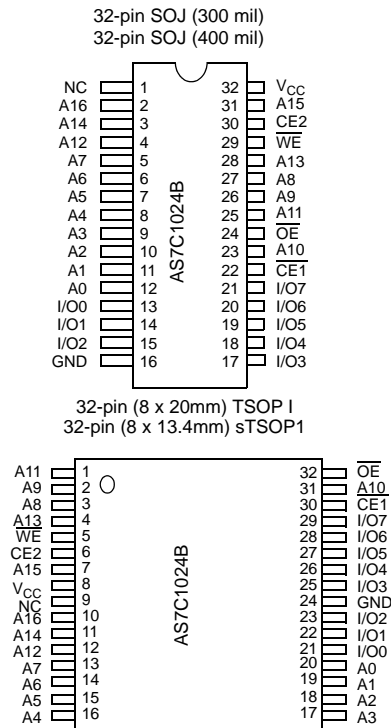 32-pin SOJ (300 mil)
32-pin SOJ (400 mil)
NC 1 32 VCC
A16 2 31 A15
A14 3 30 CE2
A12 4 29 WE
A7 5 28 A13
A6 6 27 A8
A5 7 26 A9
A4 8 25 A11
A3 9 24 OE
A2 10 23 A10
A1 11 22 CE1
A0 12 21 I/O7
I/O0 13 20 I/O6
I/O1 14 19 I/O5
I/O2 15 18 I/O4
GND 16 17 I/O3
AS7C1024B
32-pin (8 x 20mm) TSOP I
32-pin (8 x 13.4mm) sTSOP1
A11 1 32 OE
A9 2 31 A10
A8 3 30 CE1
A13 4 29 I/O7
WE 5 28 I/O6
CE2 6 27 I/O5
A15 7 26 I/O4
VCC 8 25 I/O3
NC 9 24 GND
A16 10 23 I/O2
A14 11 22 I/O1
A12 12 21 I/O0
A7 13 20 A0
A6 14 19 A1
A5 15 18 A2
A4 16 17 A3
AS7C1024B